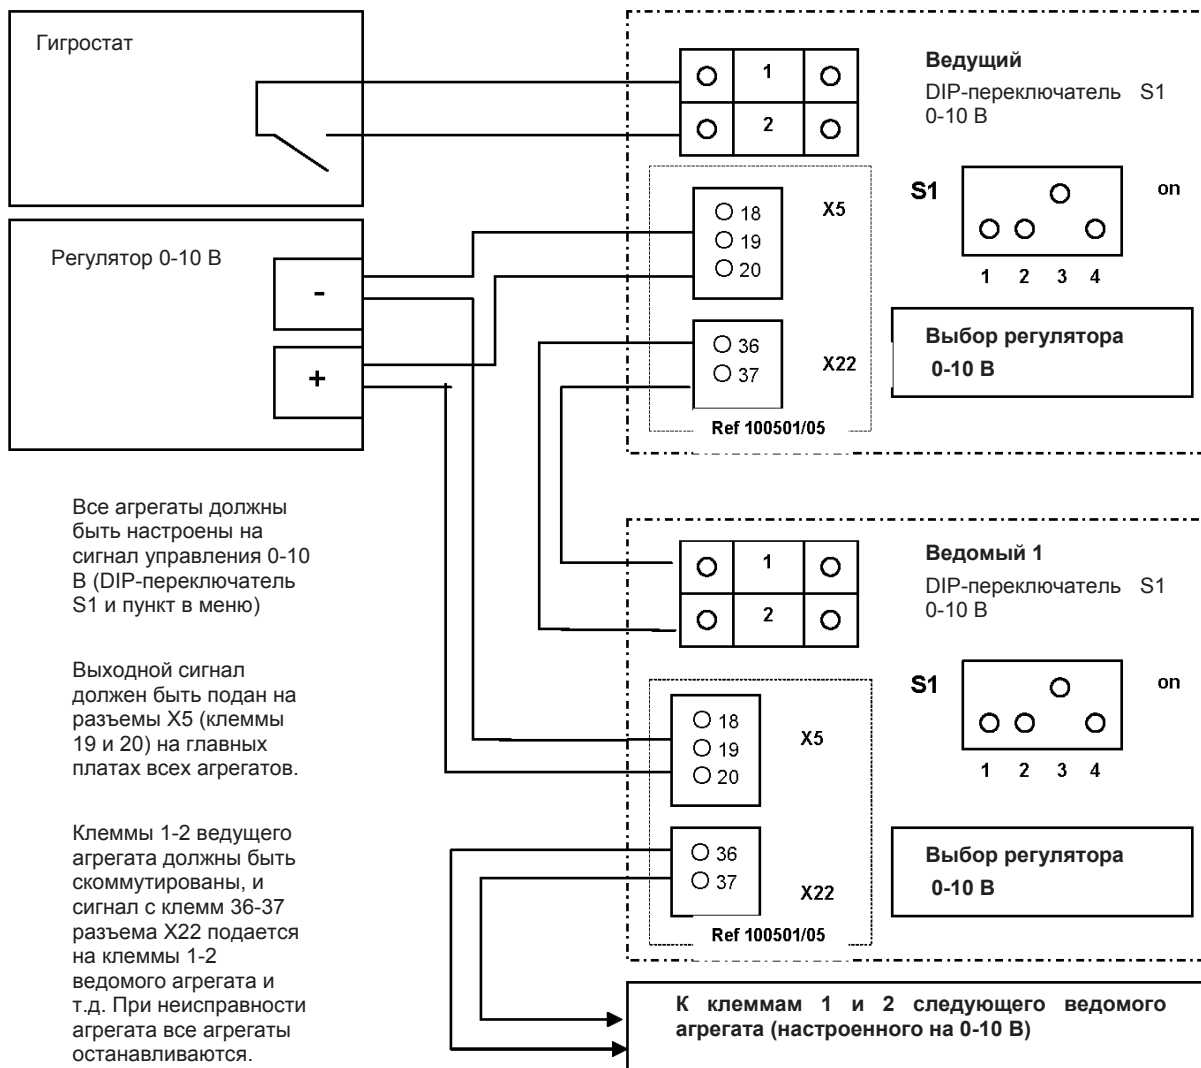 Гигростат
1
2
Ведущий
DIP-переключатель S1
0-10 В
18
19
20
X5
S1
on
1 2 3 4
Регулятор 0-10 В
-
+
36
37
X22
Ref 100501/05
Выбор регулятора
0-10 В
Все агрегаты должны
быть настроены на
сигнал управления 0-10
В (DIP-переключатель
S1 и пункт в меню)
Выходной сигнал
должен быть подан на
разъемы X5 (клеммы
19 и 20) на главных
платах всех агрегатов.
Клеммы 1-2 ведущего
агрегата должны быть
скоммутированы, и
сигнал с клемм 36-37
разъема X22 подается
на клеммы 1-2
ведомого агрегата и
т.д. При неисправности
агрегата все агрегаты
останавливаются.
1
2
Ведомый 1
DIP-переключатель S1
0-10 В
18
19
20
X5
S1
on
1 2 3 4
36
37
X22
Ref 100501/05
Выбор регулятора
0-10 В
К клеммам 1 и 2 следующего ведомого
агрегата (настроенного на 0-10 В)